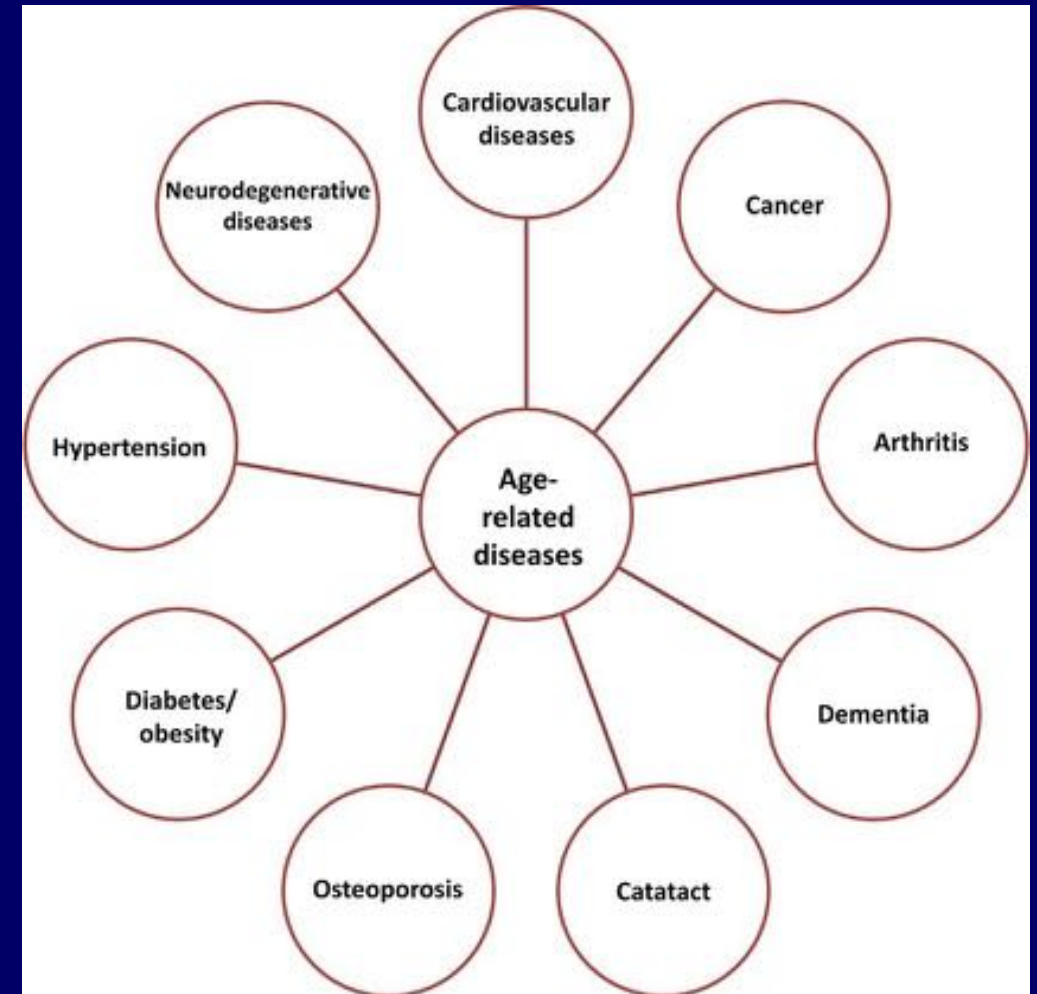 Cardiovascular
diseases
Cancer
Arthritis
Dementia
Catatact
Osteoporosis
Diabetes/
obesity
Hypertension
Neurodegenerative
diseases
Age-
related
diseases